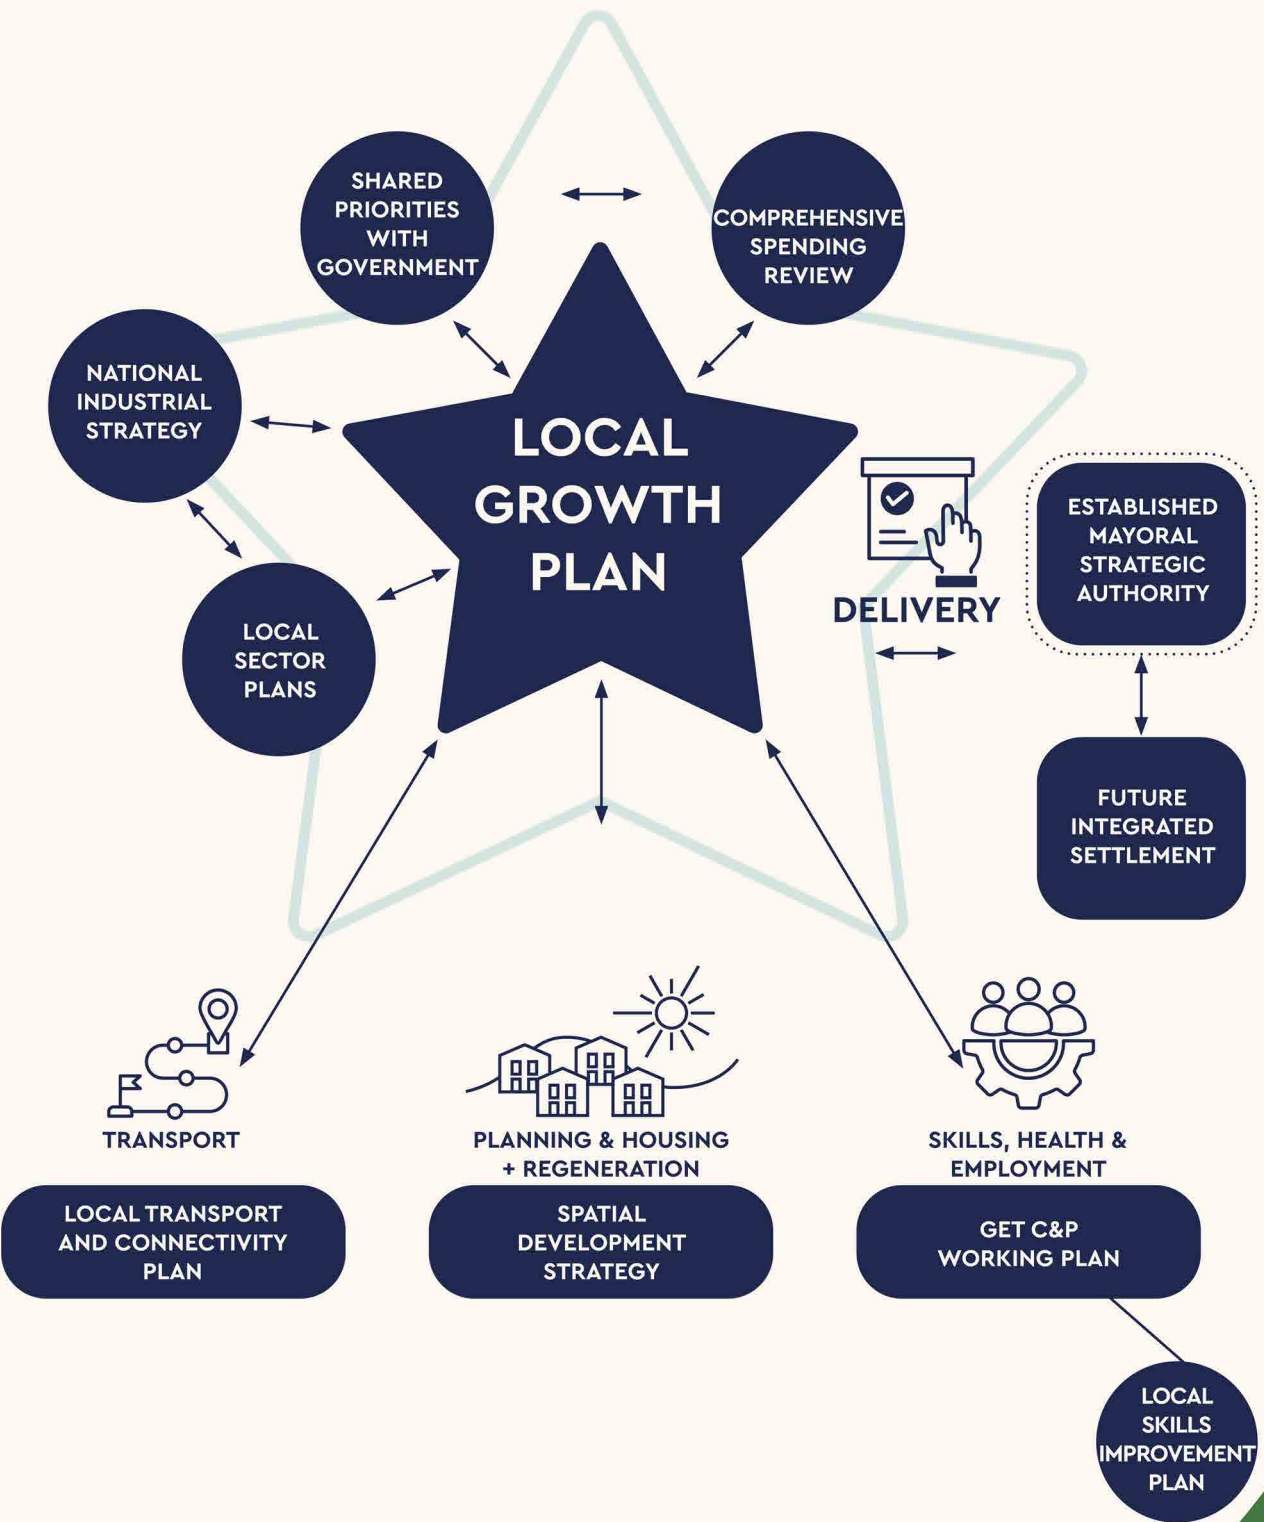 SHARED
PRIORITIES
WITH
GOVERNMENT
COMPREHENSIVE
SPENDING
REVIEW
NATIONAL
INDUSTRIAL
STRATEGY
LOCAL
GROWTH
PLAN
LOCAL
SECTOR
PLANS
DELIVERY
ESTABLISHED
MAYORAL
STRATEGIC
AUTHORITY
FUTURE
INTEGRATED
SETTLEMENT
TRANSPORT
LOCAL TRANSPORT
AND CONNECTIVITY
PLAN
PLANNING & HOUSING
+ REGENERATION
SPATIAL
DEVELOPMENT
STRATEGY
SKILLS, HEALTH &
EMPLOYMENT
GET C&P
WORKING PLAN
LOCAL
SKILLS
IMPROVEMENT
PLAN